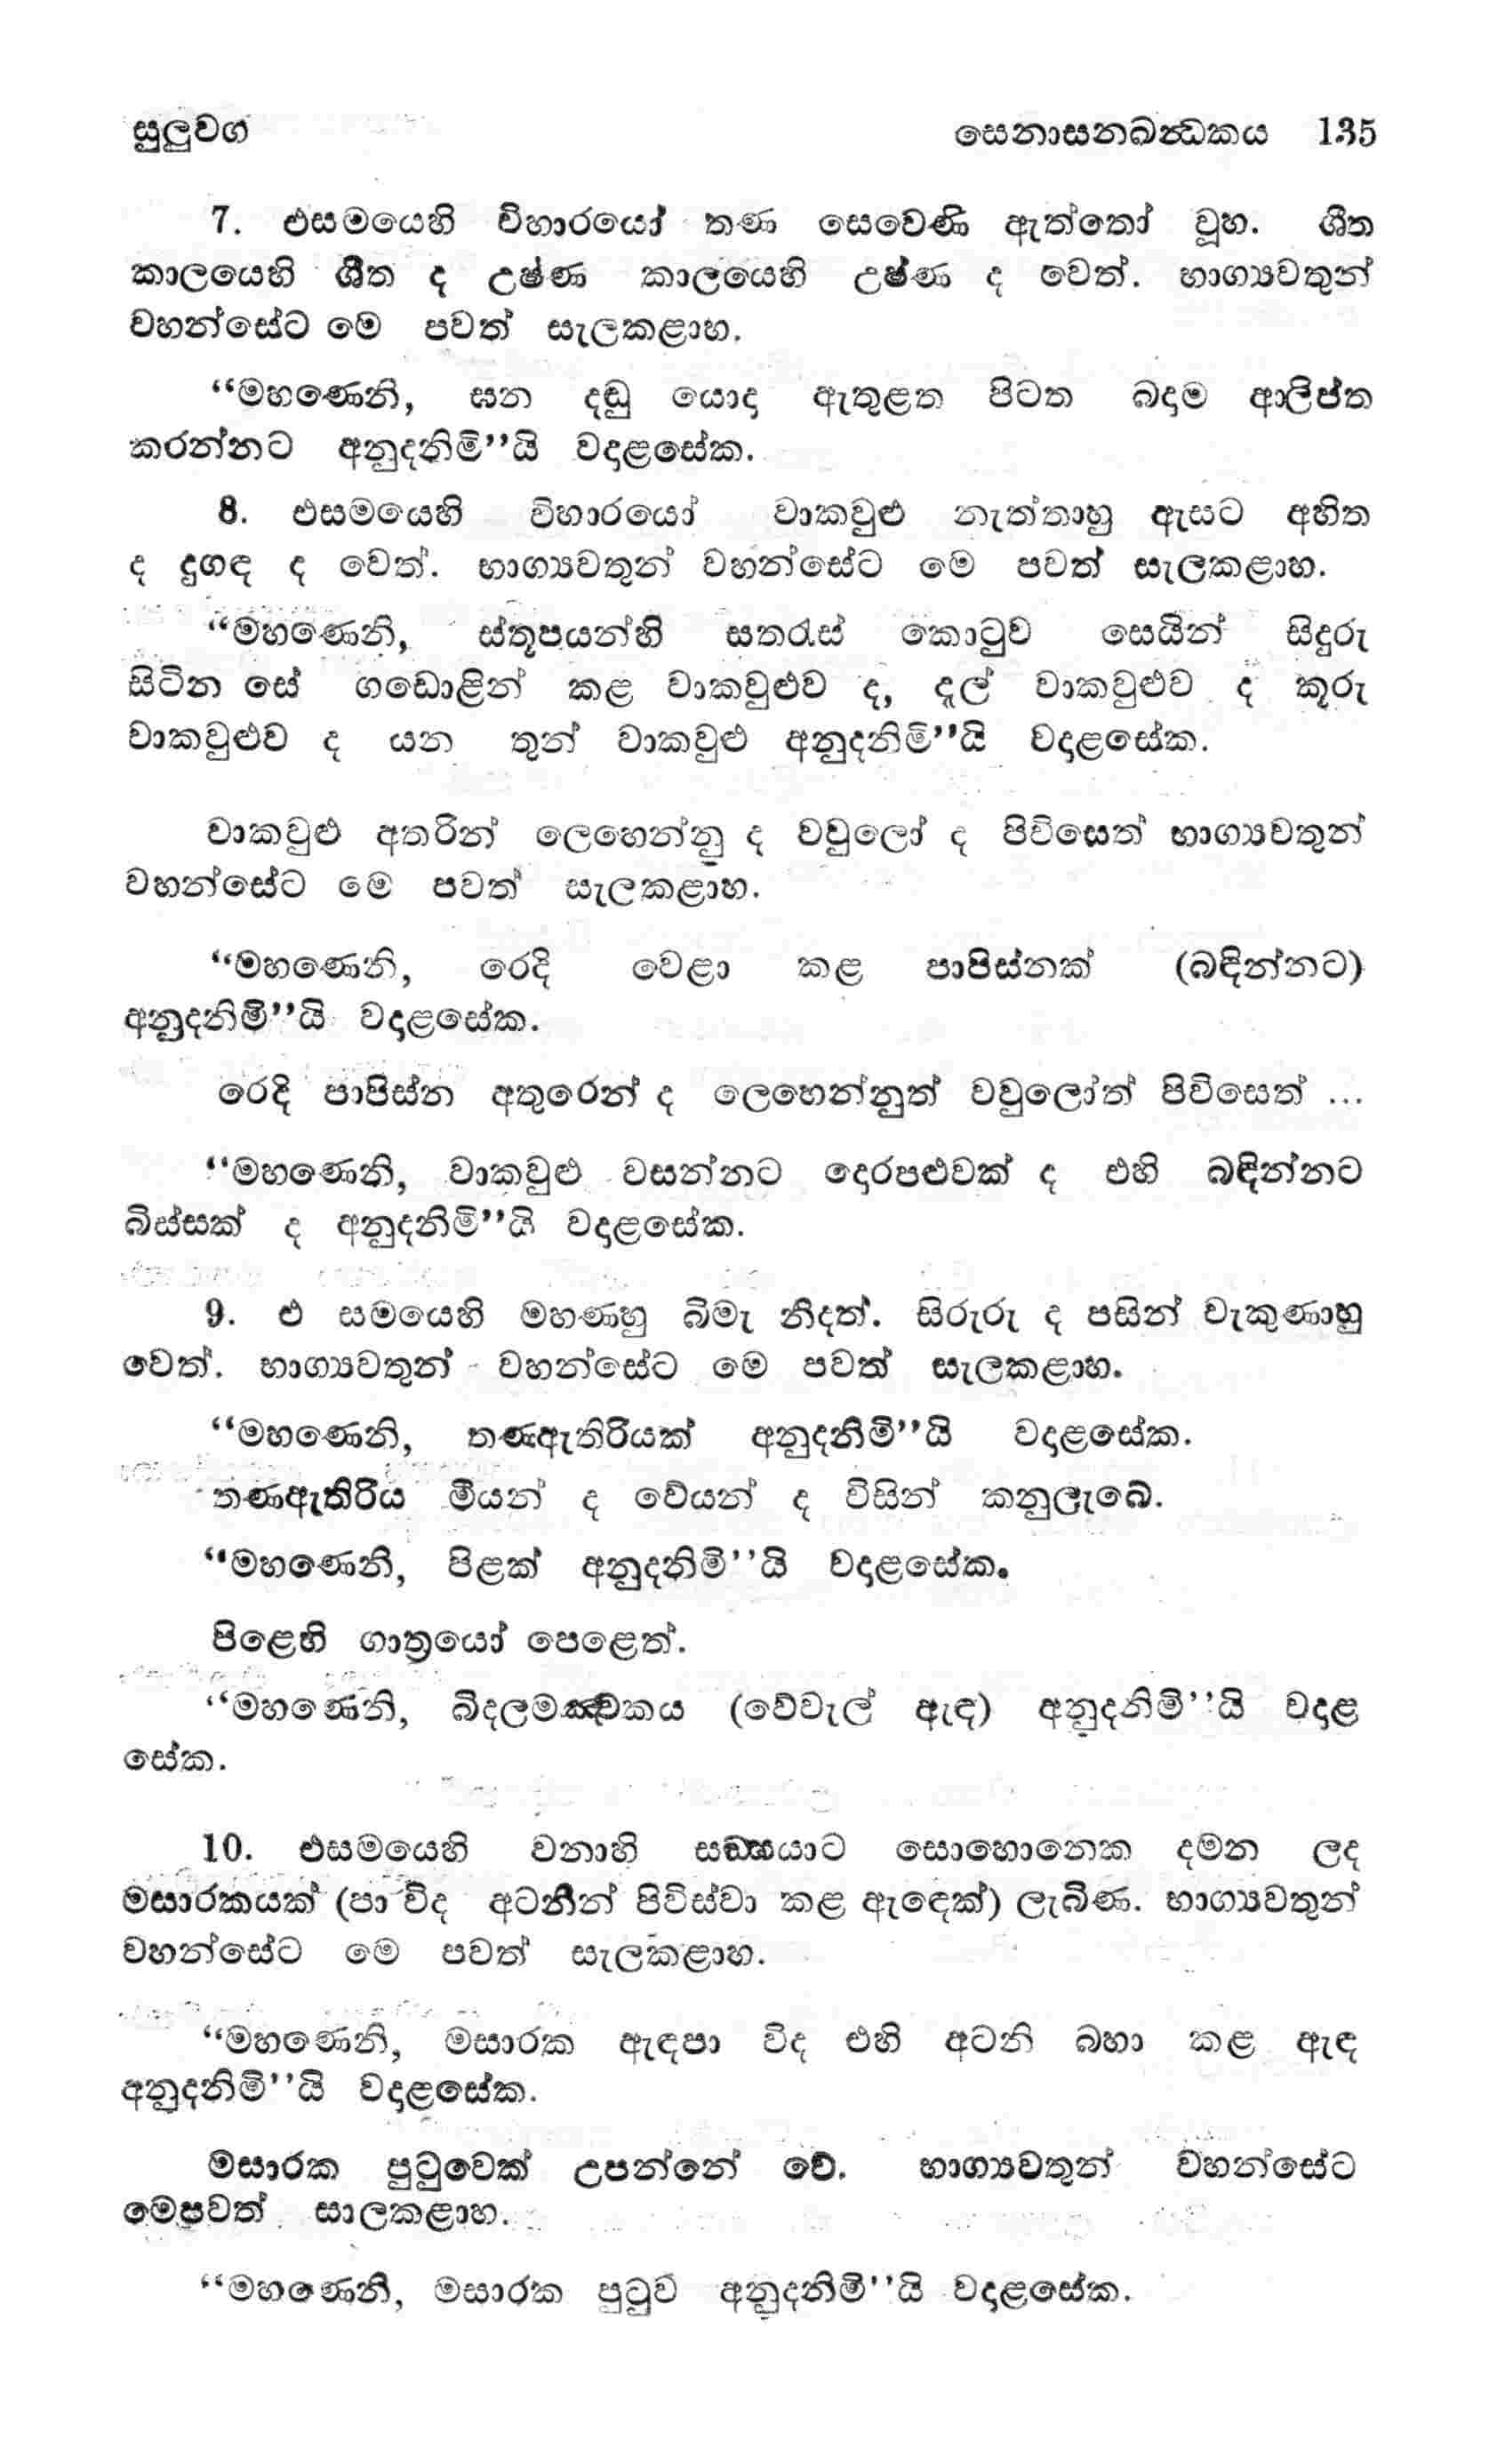 සුලුවග සෙනාසනඛන්ධකය 135
7. එසමයෙහි විහාරයෝ තණ සෙවෙණි ඇත්තෝ වූහ. ශීත
කාලයෙහි ශීත ද උෂ්ණ කාලයෙහි උෂ්ණ ද වෙත්. භාග්‍යවතුන්
වහන්සේට මෙ පවත් සැලකළාහ.
“මහණෙනි, ඝන දඬු යොද ඇතුළත පිටත බදම ආලිප්ත
කරන්නට අනුදනිමි”යි වදළසේක.
8. එසමයෙහි විහාරයෝ වාකවුළු නැත්තාහු ඇසට අහිත
ද දුගඳ ද වෙත්. භාග්‍යවතුන් වහන්සේට මෙ පවත් සැලකළාහ.
“මහණෙනි, ස්තූපයන්හි සතරැස් කොටුව සෙයින් සිදුරු
සිටින සේ ගඩොළින් කළ වාකවුළුව ද, දල් වාකවුළුව ද කූරු
වාකවුළුව ද යන තුන් වාකවුළු අනුදනිමි”යි වදළසේක.
වාකවුළු අතරින් ලෙහෙන්නු ද වවුලෝ ද පිවිසෙත් භාග්‍යවතුන්
වහන්සේට මෙ පවත් සැලකළාහ.
“මහණෙනි, රෙදි වෙළා කළ පාපිස්නක් (බඳින්නට)
අනුදනිමි”යි වදළසේක.
රෙදි පාපිස්න අතුරෙන් ද ලෙහෙන්නුත් වවුලෝත් පිවිසෙත් ...
“මහණෙනි, වාකවුළු වසන්නට දොරපළුවක් ද එහි බඳින්නට
බිස්සක් ද අනුදනිමි”යි වදළසේක.
9. එ සමයෙහි මහණහු බිමැ නිදත්. සිරුරු ද පසින් වැකුණාහු
වෙත්. භාග්‍යවතුන් වහන්සේට මෙ පවත් සැලකළාහ.
“මහණෙනි, තණඇතිරියක් අනුදනිමි”යි වදළසේක.
තණඇතිරිය මීයන් ද වේයන් ද විසින් කනුලැබේ.
“මහණෙනි, පිළක් අනුදනිමි”යි වදළසේක.
පිළෙහි ගාත්‍රයෝ පෙළෙත්.
“මහණෙනි, බිදලමඤ්චකය (වේවැල් ඇඳ) අනුදනිමි”යි වදළ
සේක.
10. එසමයෙහි වනාහි සඞ්ඝයාට සොහොනෙක දමන ලද
මසාරකයක් (පා විද අටනින් පිවිස්වා කළ ඇඳෙක්) ලැබිණ. භාග්‍යවතුන්
වහන්සේට මෙ පවත් සැලකළාහ.
“මහණෙනි, මසාරක ඇඳපා විද එහි අටනි බහා කළ ඇඳ
අනුදනිමි”යි වදළසේක.
මසාරක පුටුවෙක් උපන්නේ වේ. භාග්‍යවතුන් වහන්සේට
මෙපවත් සාලකළාහ.
“මහණෙනි, මසාරක පුටුව අනුදනිමි”යි වදළසේක.